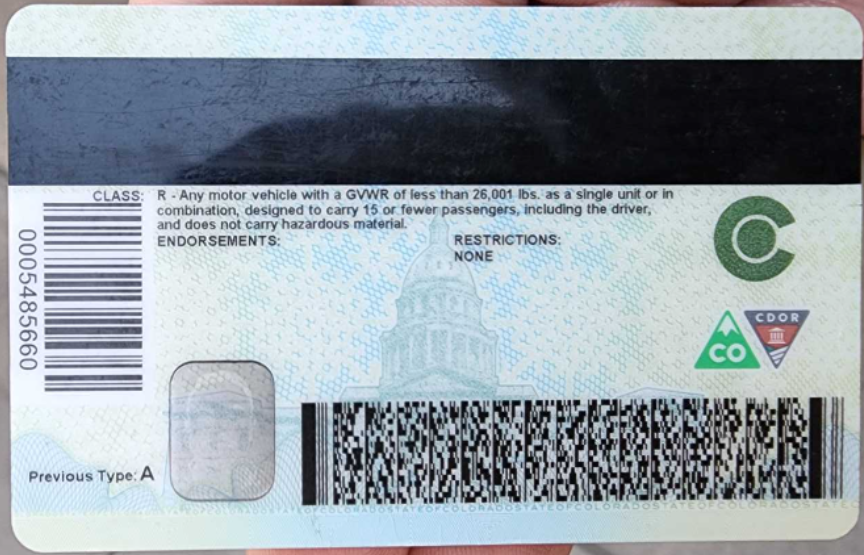 CLASS: R - Any motor vehicle with a GVWR of less than 26,001 lbs. as a single unit or in
combination, designed to carry 15 or fewer passengers, including the driver,
and does not carry hazardous material.
ENDORSEMENTS: RESTRICTIONS:
NONE
0005485660
CO
CDOR
Previous Type: A
STATEOFCOLORADOSTATEOFCOLORADOSTATEOFCOLORADO